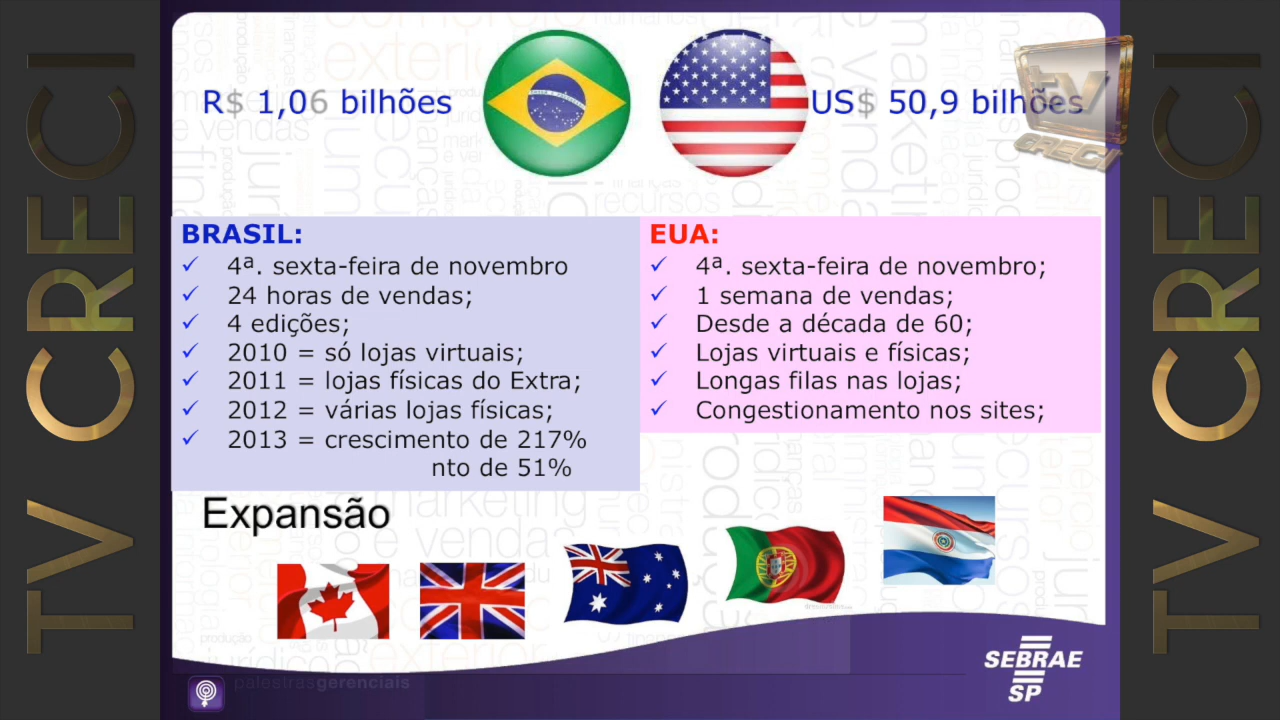 R$ 1,06 bilhões
US$ 50,9 bilhões
tv
CRECI
TV CRECI
TV CRECI
BRASIL:
4ª. sexta-feira de novembro
24 horas de vendas;
4 edições;
2010 = só lojas virtuais;
2011 = lojas físicas do Extra;
2012 = várias lojas físicas;
2013 = crescimento de 217%
nto de 51%
EUA:
4ª. sexta-feira de novembro;
1 semana de vendas;
Desde a década de 60;
Lojas virtuais e físicas;
Longas filas nas lojas;
Congestionamento nos sites;
Expansão
palestrasgerenciais
SEBRAE
SP